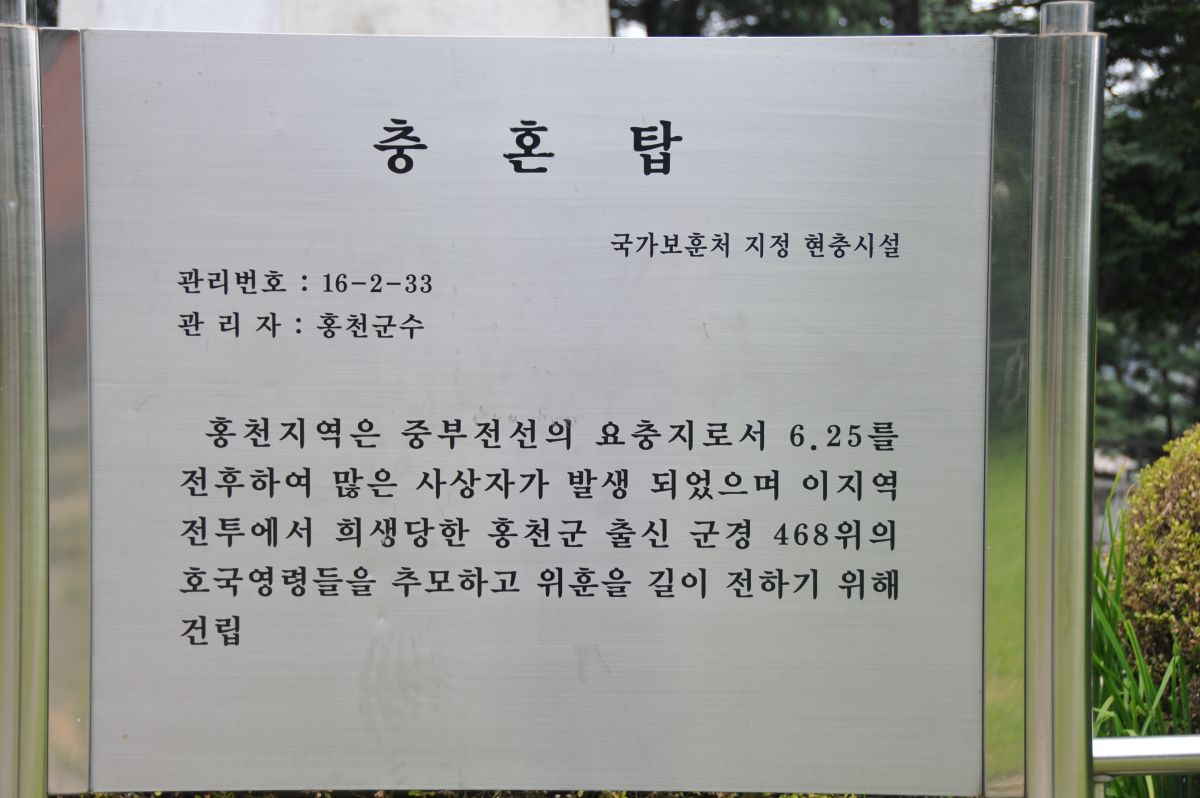 충 혼 탑
국가보훈처 지정 현충시설
관리번호 : 16-2-33
관 리 자 : 홍천군수
홍천지역은 중부전선의 요충지로서 6.25를
전후하여 많은 사상자가 발생 되었으며 이지역
전투에서 희생당한 홍천군 출신 군경 468위의
호국영령들을 추모하고 위훈을 길이 전하기 위해
건립